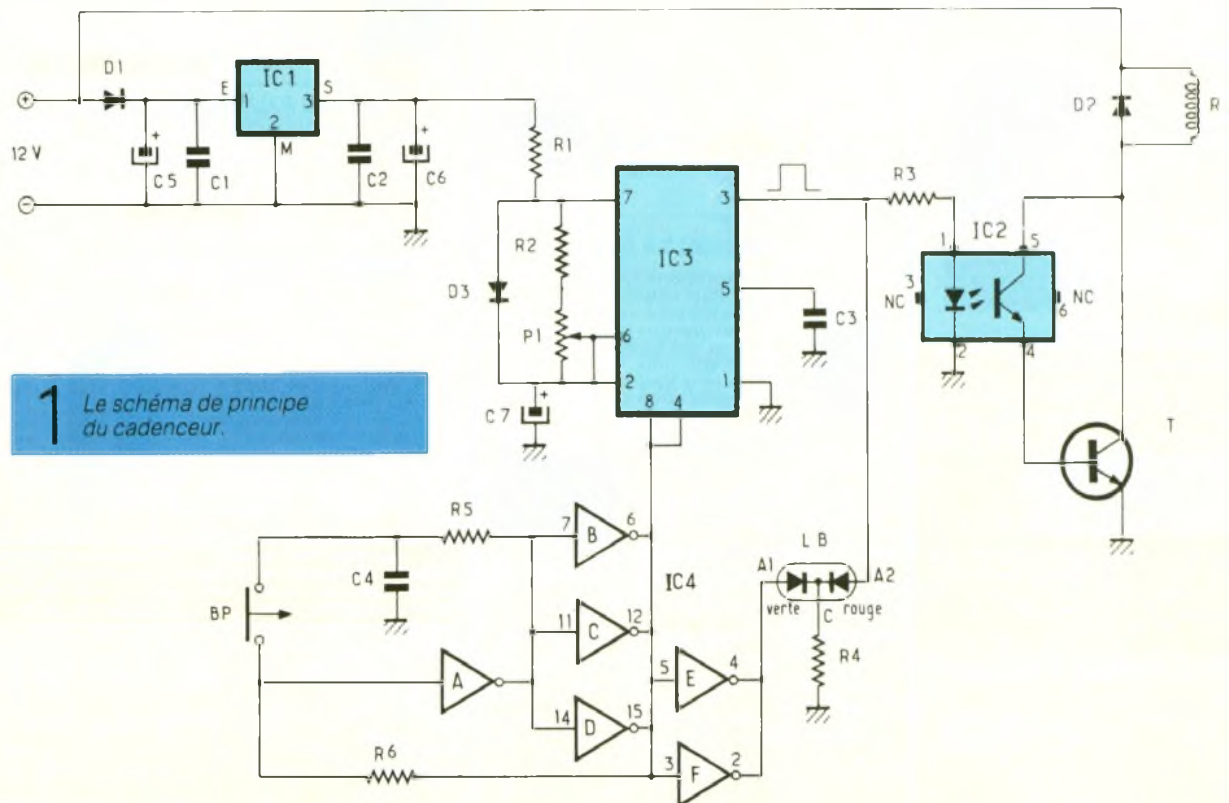 D1
E
IC1
S
1
3
2
M
12 V
C5
+
C1
C2
+
C6
R1
D2
R
7
3
R2
R3
IC3
IC2
D3
1
5
5
3
NC
NC
6
C3
P1
6
2
4
2
1
8
4
C7
+
T
1 Le schéma de principe
du cadenceur.
R5
7
B
6
C4
LB
IC4
A1
A2
verte
C
rouge
BP
11
C
12
5
E
4
R4
A
14
D
15
R6
3
F
2